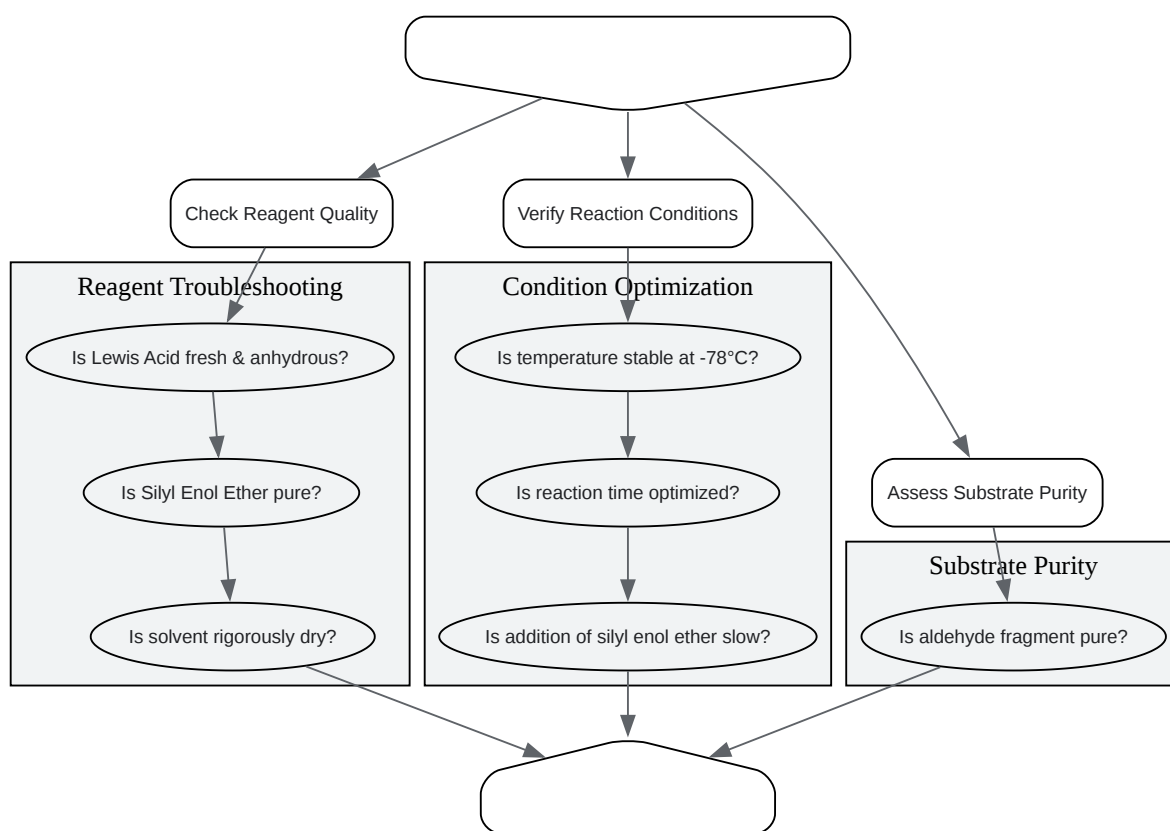 Check Reagent Quality
Verify Reaction Conditions
Reagent Troubleshooting
Condition Optimization
Is Lewis Acid fresh & anhydrous?
Is temperature stable at -78°C?
Is Silyl Enol Ether pure?
Is reaction time optimized?
Assess Substrate Purity
Substrate Purity
Is solvent rigorously dry?
Is addition of silyl enol ether slow?
Is aldehyde fragment pure?